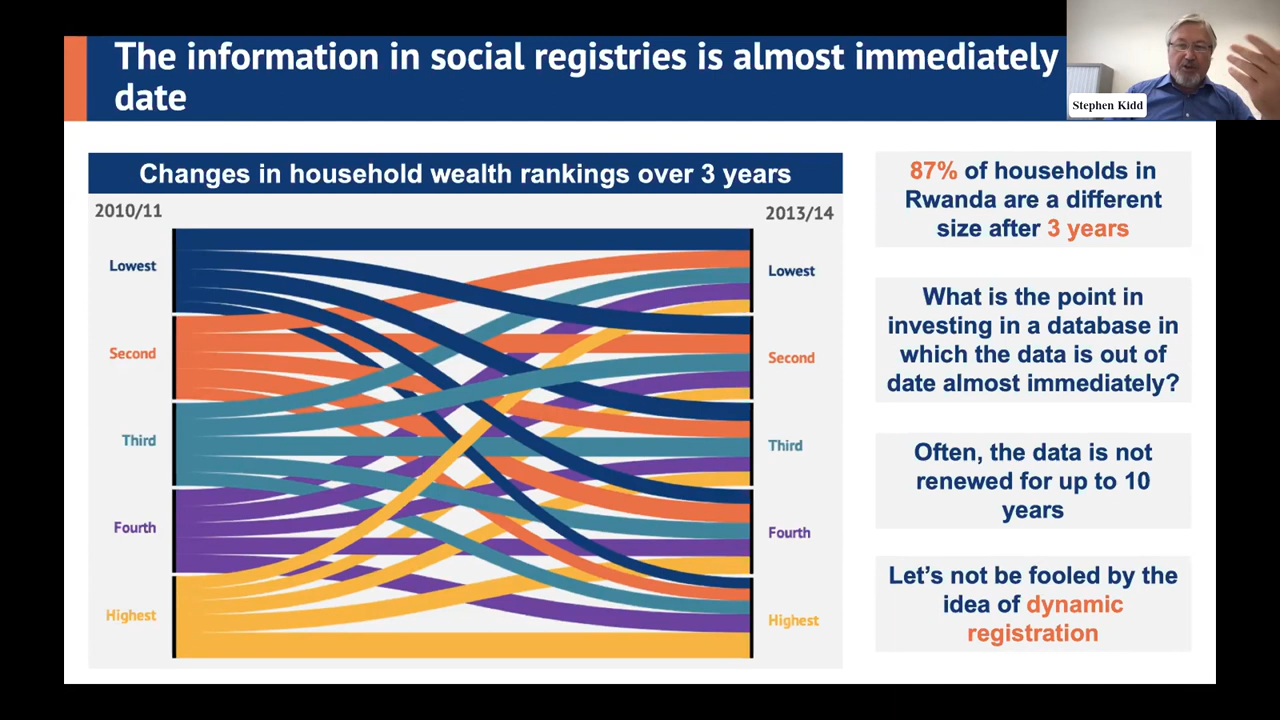 The information in social registries is almost immediately
date
Stephen Kidd
Changes in household wealth rankings over 3 years
2010/11
2013/14
Lowest
Second
Third
Fourth
Highest
Lowest
Second
Third
Fourth
Highest
87% of households in
Rwanda are a different
size after 3 years
What is the point in
investing in a database in
which the data is out of
date almost immediately?
Often, the data is not
renewed for up to 10
years
Let's not be fooled by the
idea of dynamic
registration